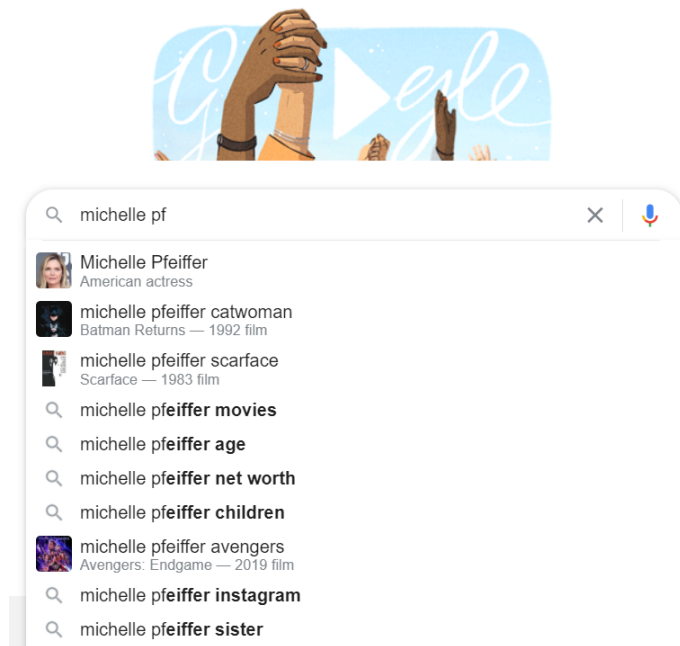 Google
michelle pf
Michelle Pfeiffer
American actress
michelle pfeiffer catwoman
Batman Returns — 1992 film
michelle pfeiffer scarface
Scarface — 1983 film
michelle pfeiffer movies
michelle pfeiffer age
michelle pfeiffer net worth
michelle pfeiffer children
michelle pfeiffer avengers
Avengers: Endgame — 2019 film
michelle pfeiffer instagram
michelle pfeiffer sister